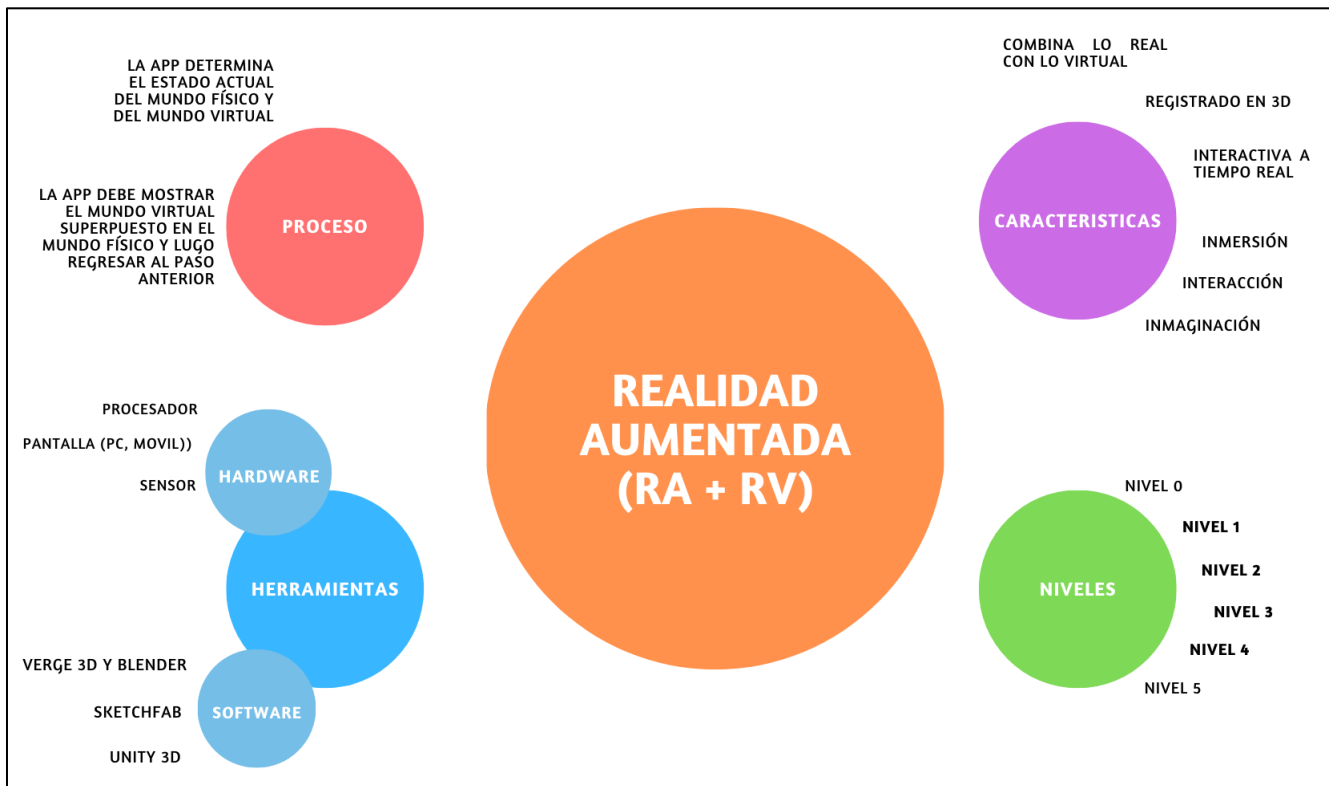 LA APP DETERMINA
EL ESTADO ACTUAL
DEL MUNDO FÍSICO Y
DEL MUNDO VIRTUAL
LA APP DEBE MOSTRAR
EL MUNDO VIRTUAL
SUPERPUESTO EN EL
MUNDO FÍSICO Y LUGO
REGRESAR AL PASO
ANTERIOR
PROCESO
PROCESADOR
PANTALLA (PC, MOVIL))
SENSOR
HARDWARE
HERRAMIENTAS
VERGE 3D Y BLENDER
SKETCHFAB
UNITY 3D
SOFTWARE
REALIDAD
AUMENTADA
(RA + RV)
COMBINA LO REAL
CON LO VIRTUAL
REGISTRADO EN 3D
INTERACTIVA A
TIEMPO REAL
CARACTERISTICAS
INMERSIÓN
INTERACCIÓN
INMAGINACIÓN
NIVEL 0
NIVEL 1
NIVEL 2
NIVELES
NIVEL 3
NIVEL 4
NIVEL 5